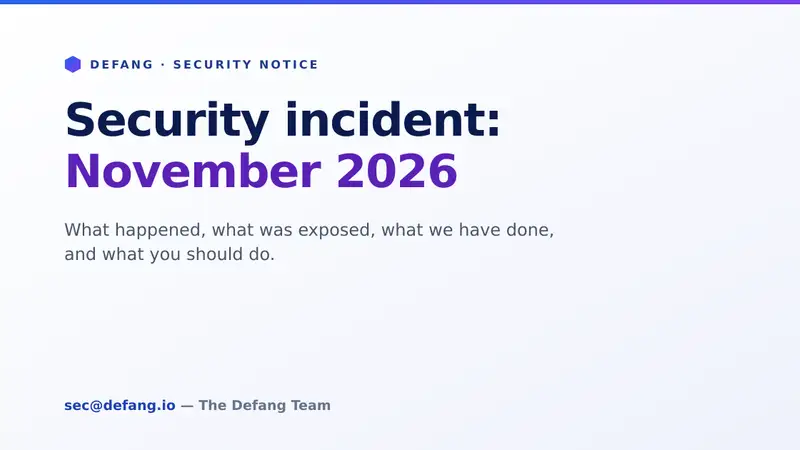 DEFANG · SECURITY NOTICE
Security incident:
November 2026
What happened, what was exposed, what we have done,
and what you should do.
sec@defang.io — The Defang Team